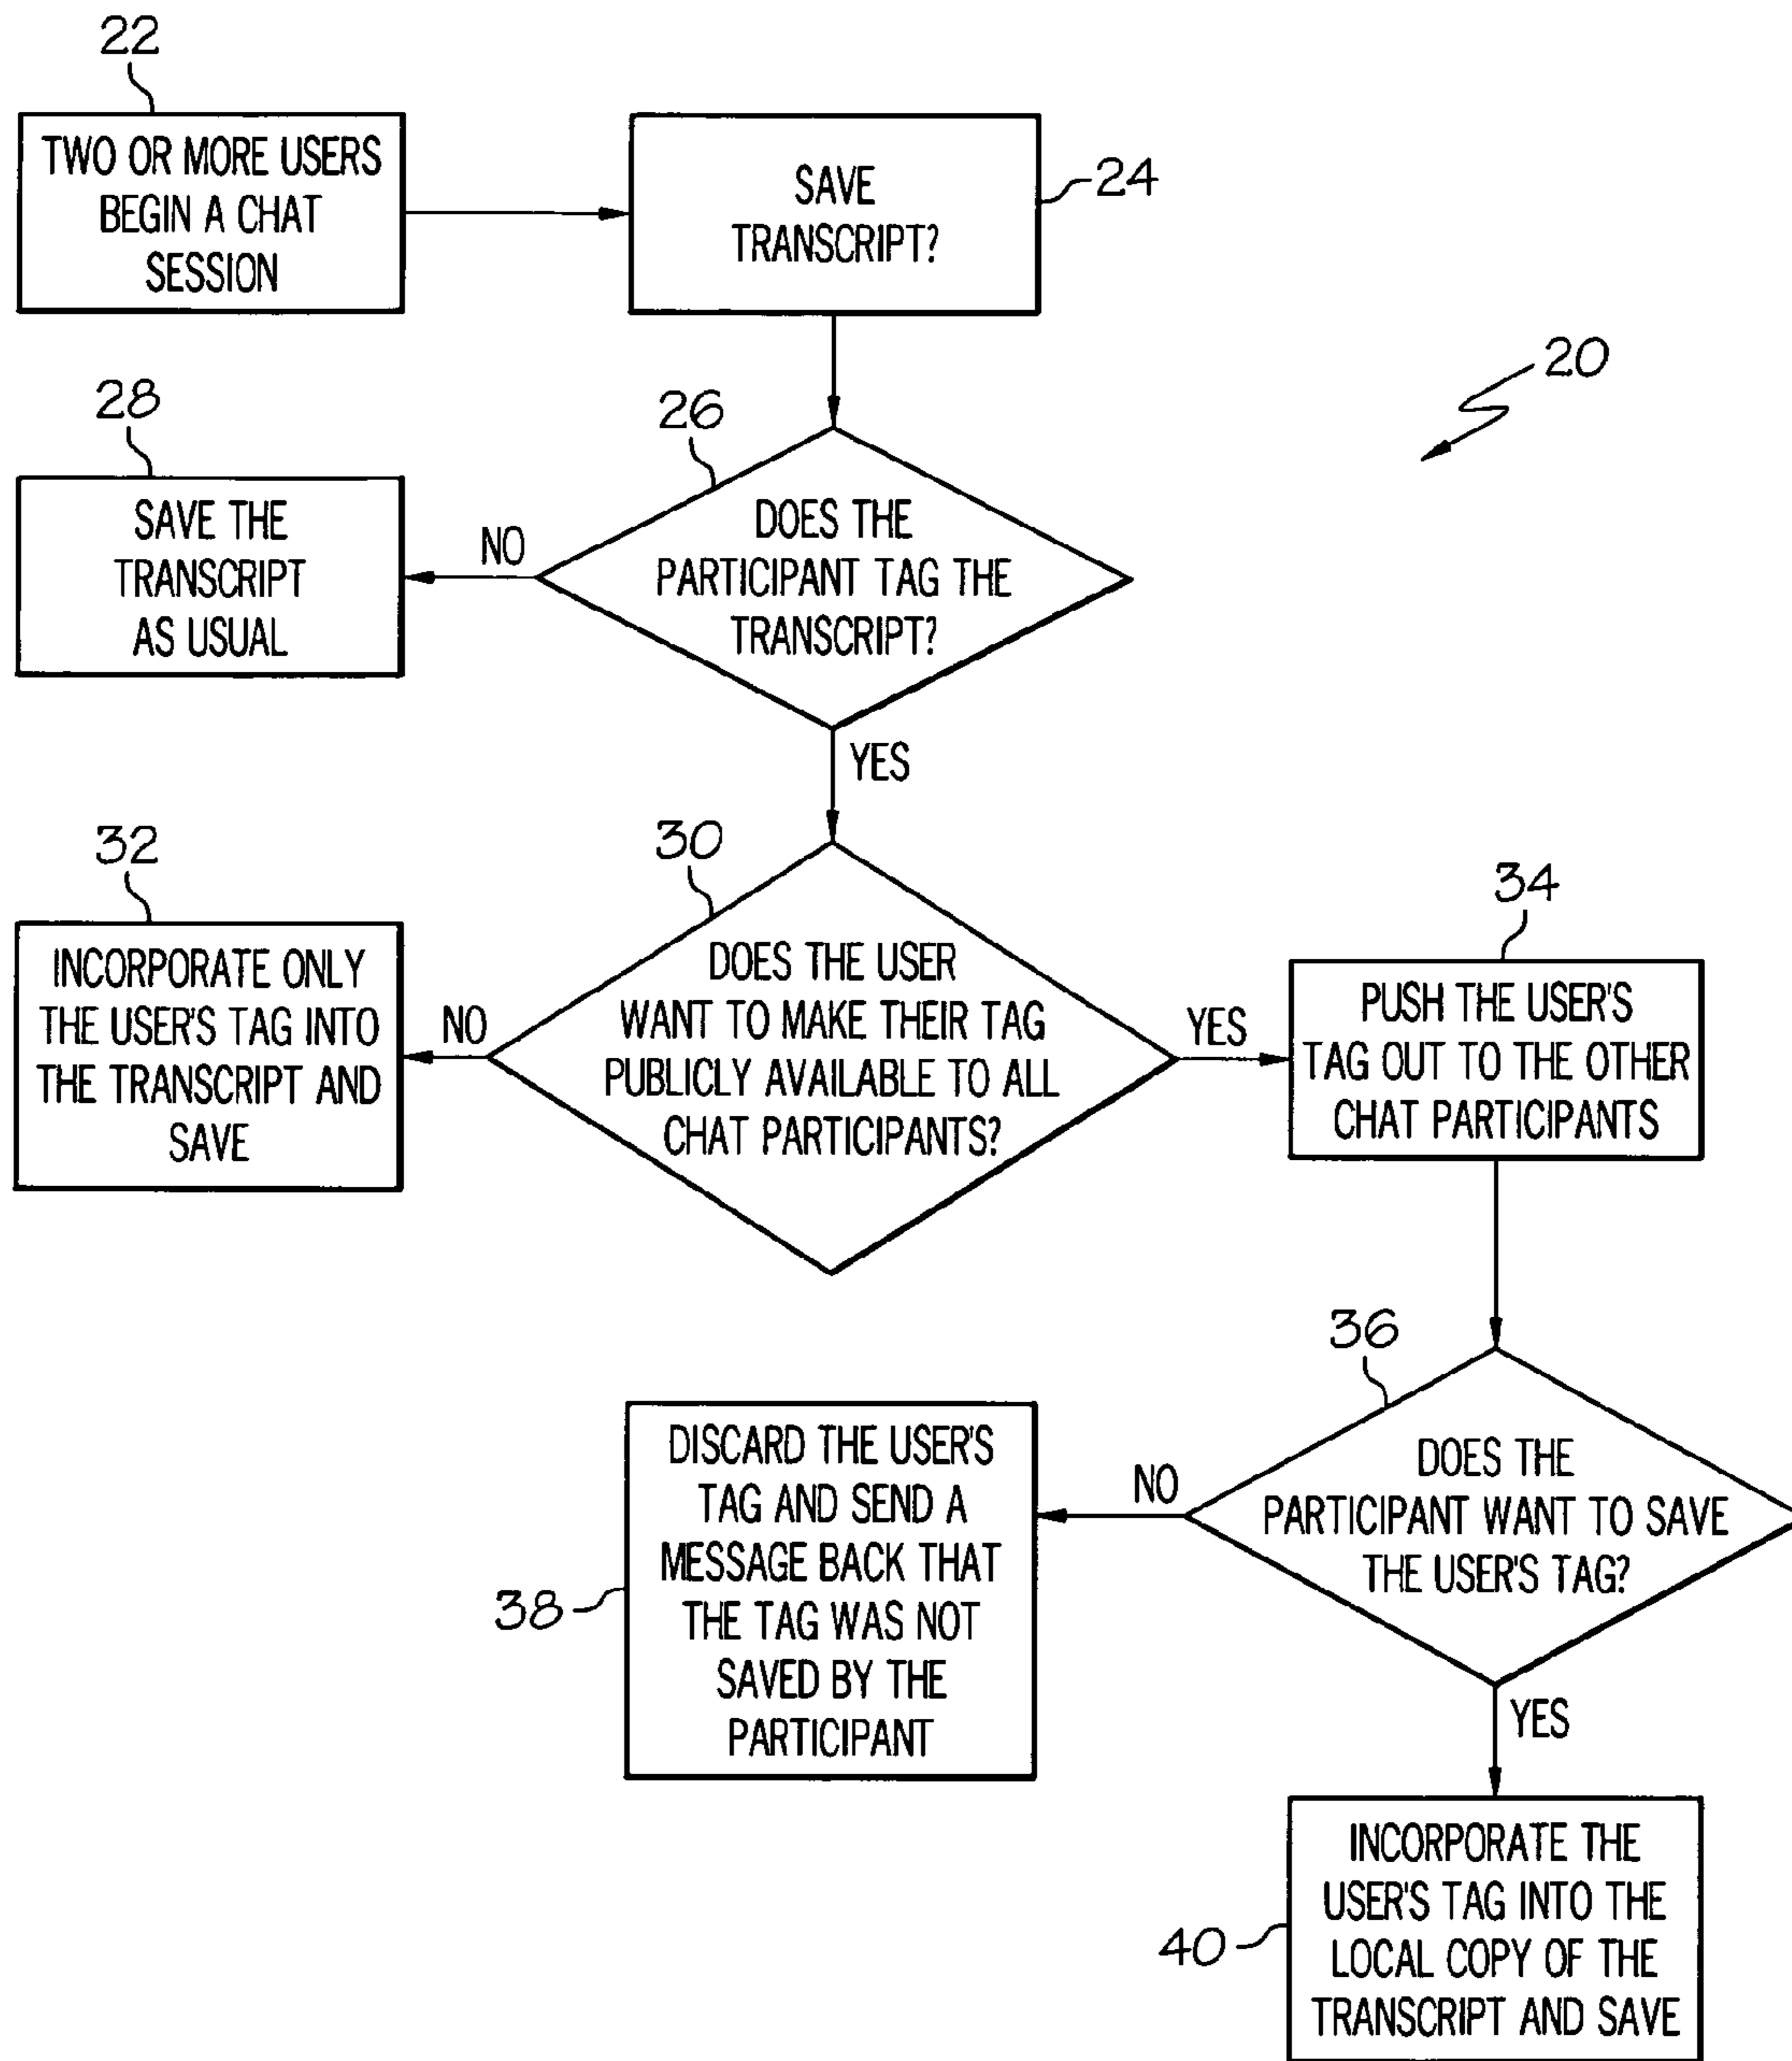 22
TWO OR MORE USERS
BEGIN A CHAT
SESSION
SAVE
TRANSCRIPT?
24
20
28
SAVE THE
TRANSCRIPT
AS USUAL
NO
26
DOES THE
PARTICIPANT TAG THE
TRANSCRIPT?
YES
32
INCORPORATE ONLY
THE USER'S TAG INTO
THE TRANSCRIPT AND
SAVE
NO
30
DOES THE USER
WANT TO MAKE THEIR TAG
PUBLICLY AVAILABLE TO ALL
CHAT PARTICIPANTS?
YES
34
PUSH THE USER'S
TAG OUT TO THE OTHER
CHAT PARTICIPANTS
36
DOES THE
PARTICIPANT WANT TO SAVE
THE USER'S TAG?
NO
DISCARD THE USER'S
TAG AND SEND A
MESSAGE BACK THAT
THE TAG WAS NOT
SAVED BY THE
PARTICIPANT
38
YES
INCORPORATE THE
USER'S TAG INTO THE
LOCAL COPY OF THE
TRANSCRIPT AND SAVE
40